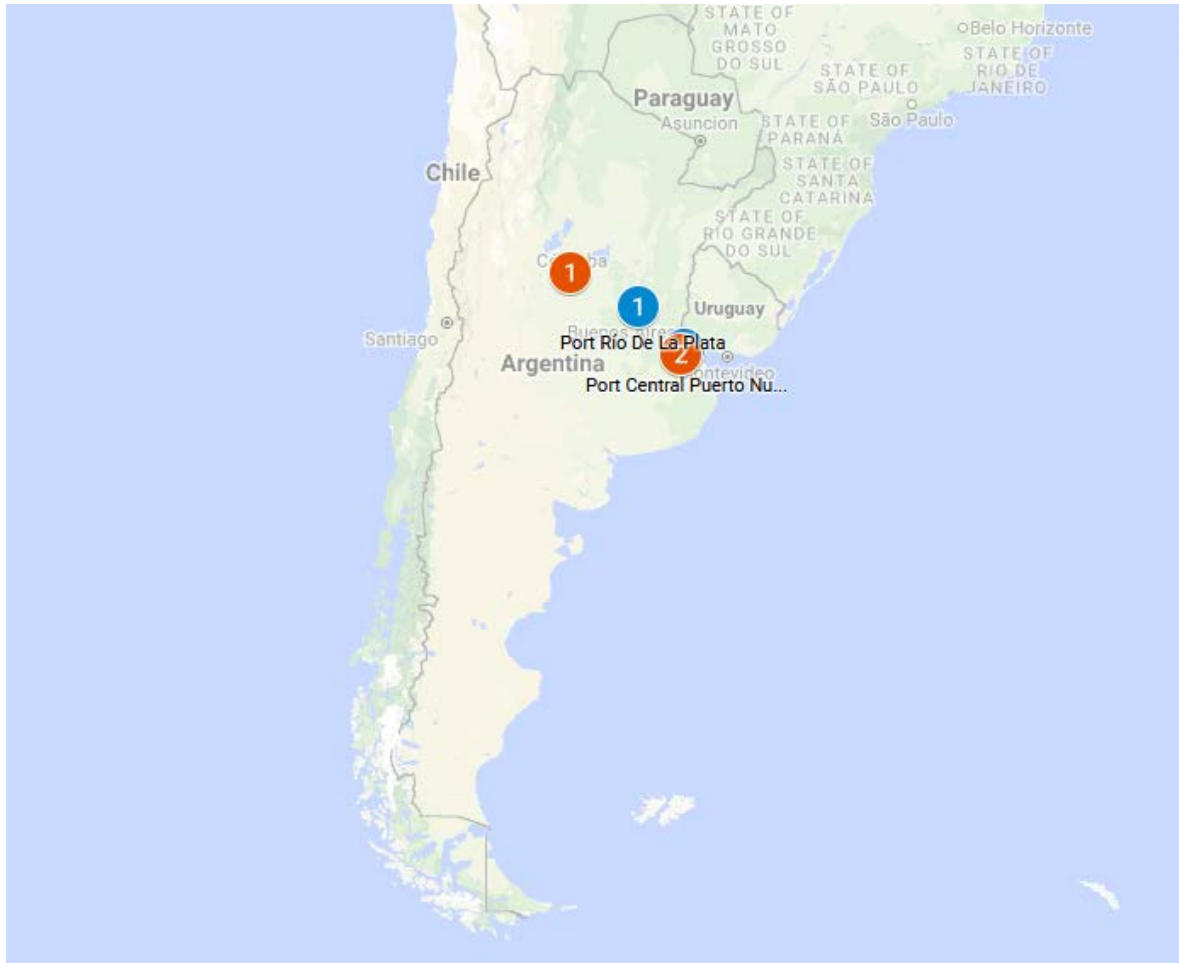 STATE OF
MATO
GROSSO
DO SUL
Belo Horizonte
STATE OF
RIO DE
JANEIRO
STATE OF
SÃO PAULO
Paraguay
Asuncion
STATE OF
PARANÁ
São Paulo
Chile
STATE OF
SANTA
CATARINA
STATE OF
RIO GRANDE
DO SUL
1
1
Uruguay
Santiago
Buenos Aires
Port Río De La Plata
Argentina
2
Port Central Puerto Nu...